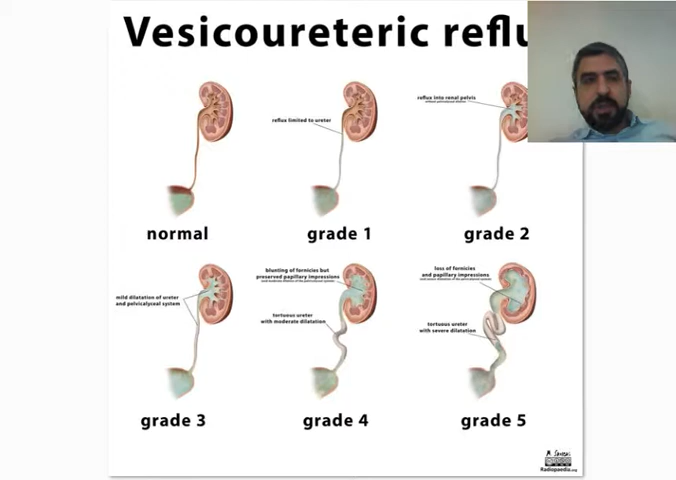 Vesicoureteric reflu
reflux limited to ureter
reflux into renal pelvis
normal
grade 1
grade 2
mild dilatation of ureter
and pelvicalyceal system
blunting of fornicies but
preserved papillary impressions
tortuous ureter
with moderate dilatation
loss of fornicies
and papillary impressions
tortuous ureter
with severe dilatation
grade 3
grade 4
grade 5
Radiopaedia.org